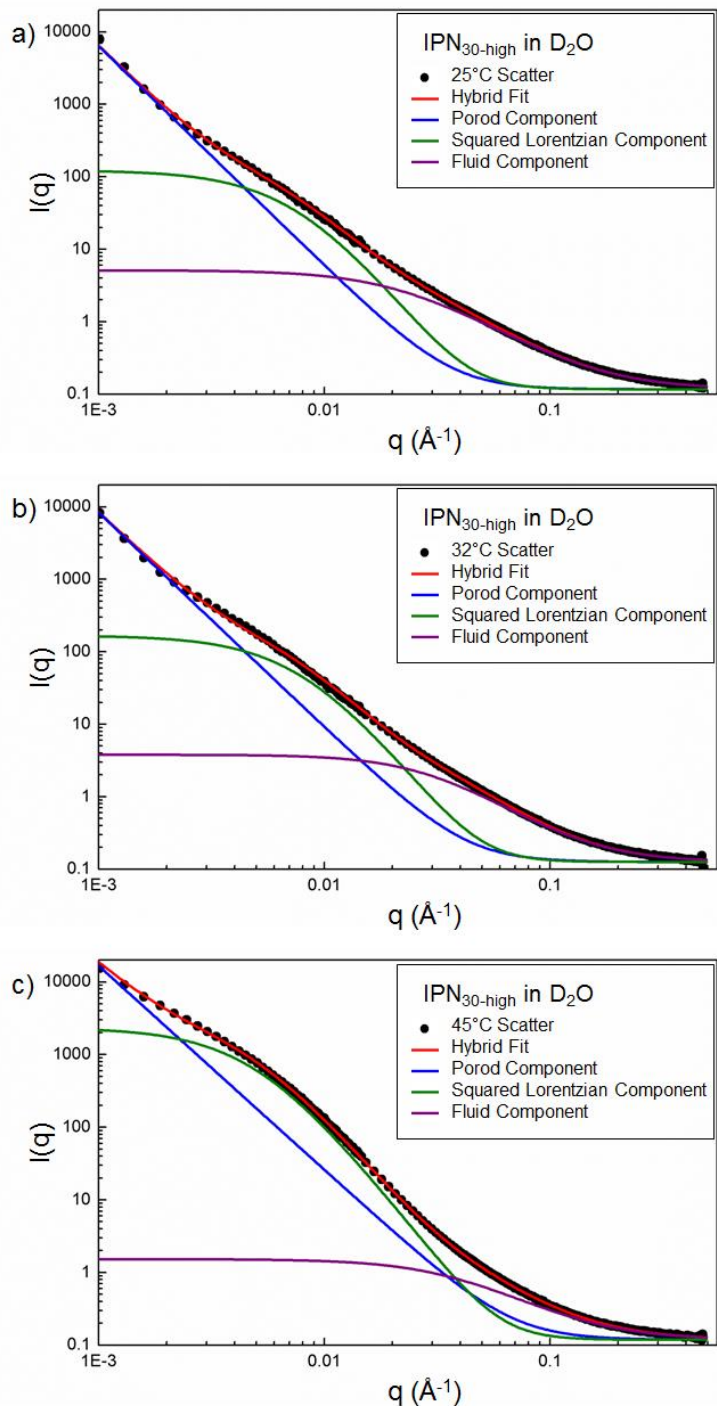 a)
10000
1000
100
10
1
0.1
I(q)
1E-3
0.01
0.1
q (Å-1)
IPN30-high in D2O
25°C Scatter
Hybrid Fit
Porod Component
Squared Lorentzian Component
Fluid Component
b)
10000
1000
100
10
1
0.1
I(q)
1E-3
0.01
0.1
q (Å-1)
IPN30-high in D2O
32°C Scatter
Hybrid Fit
Porod Component
Squared Lorentzian Component
Fluid Component
c)
10000
1000
100
10
1
0.1
I(q)
1E-3
0.01
0.1
q (Å-1)
IPN30-high in D2O
45°C Scatter
Hybrid Fit
Porod Component
Squared Lorentzian Component
Fluid Component